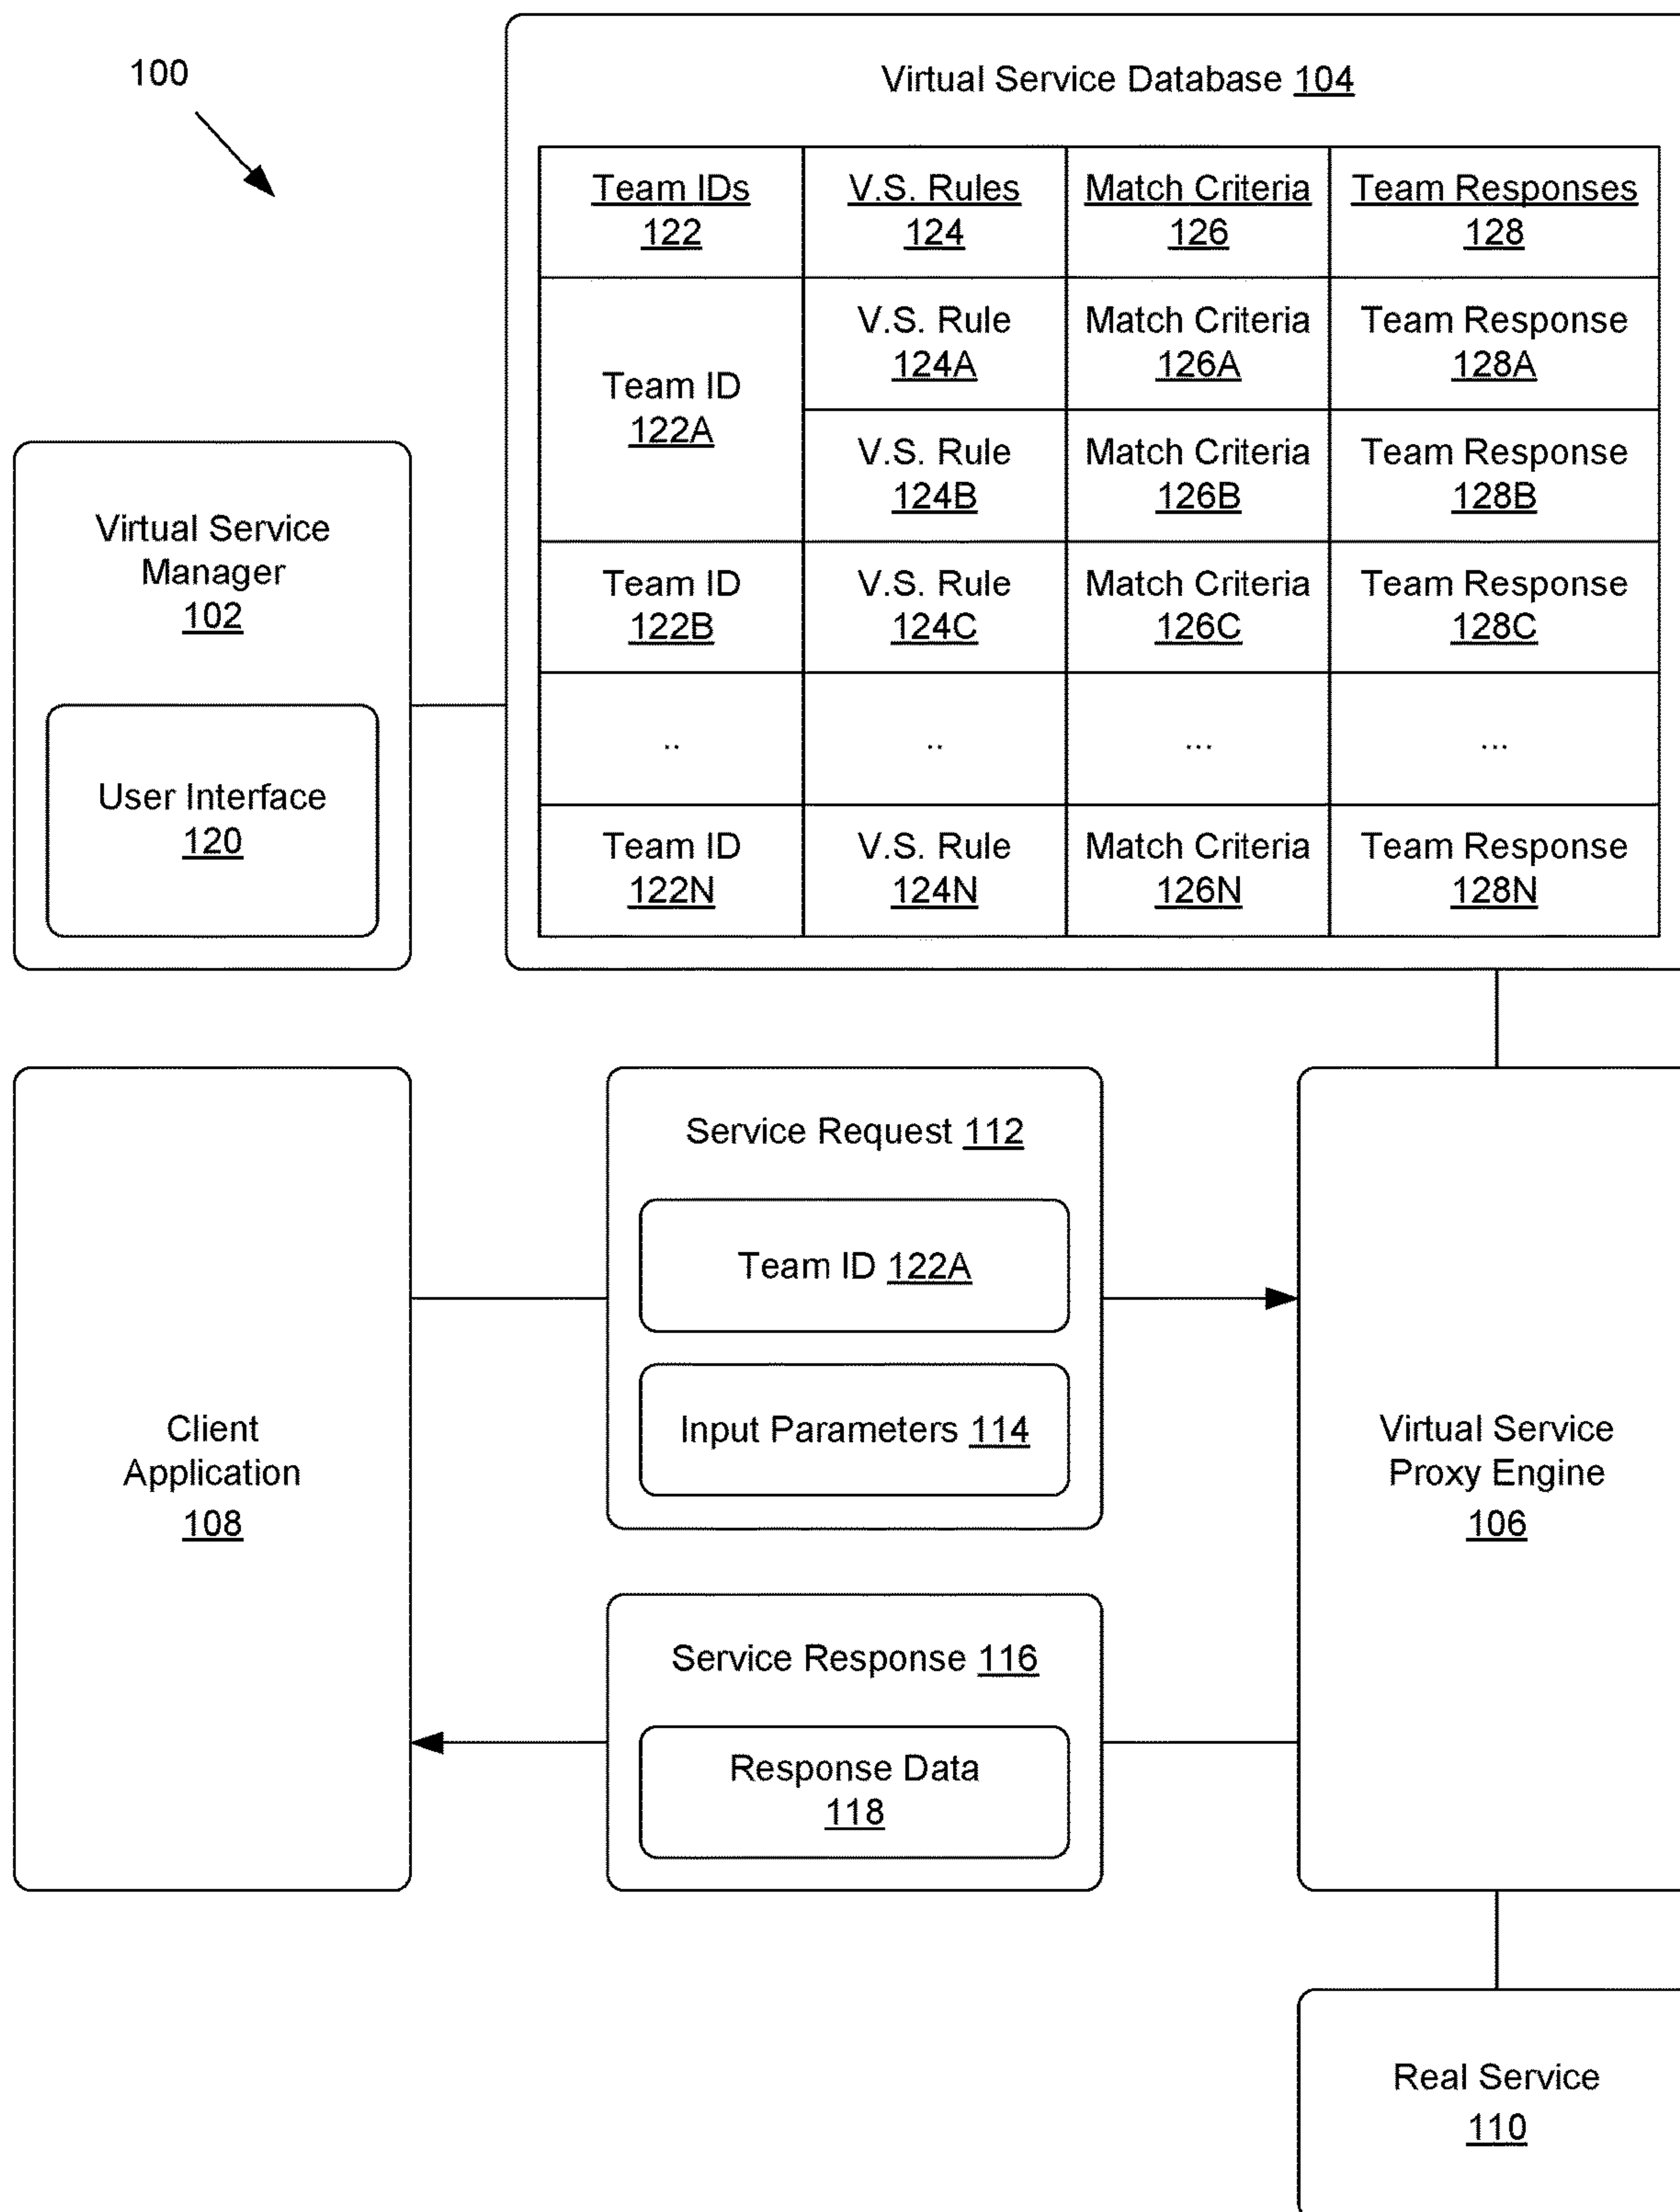 100
Virtual Service Database 104
Team IDs
122
V.S. Rules
124
Match Criteria
126
Team Responses
128
Team ID
122A
V.S. Rule
124A
Match Criteria
126A
Team Response
128A
V.S. Rule
124B
Match Criteria
126B
Team Response
128B
Team ID
122B
V.S. Rule
124C
Match Criteria
126C
Team Response
128C
..
..
...
...
Team ID
122N
V.S. Rule
124N
Match Criteria
126N
Team Response
128N
Virtual Service
Manager
102
User Interface
120
Client
Application
108
Service Request 112
Team ID 122A
Input Parameters 114
Service Response 116
Response Data
118
Virtual Service
Proxy Engine
106
Real Service
110